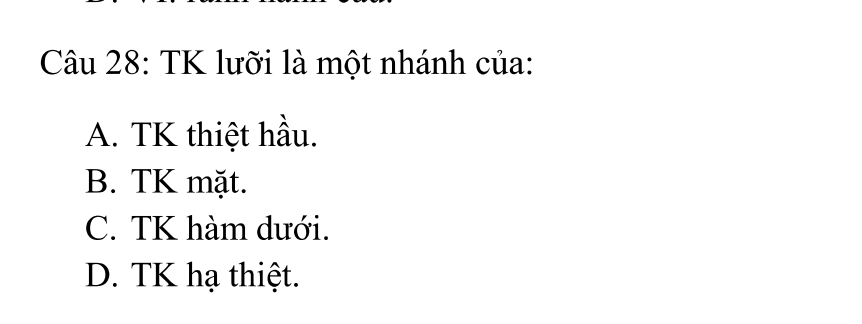 Câu 28: TK lưỡi là một nhánh của:
A. TK thiệt hầu.
B. TK mặt.
C. TK hàm dưới.
D. TK hạ thiệt.